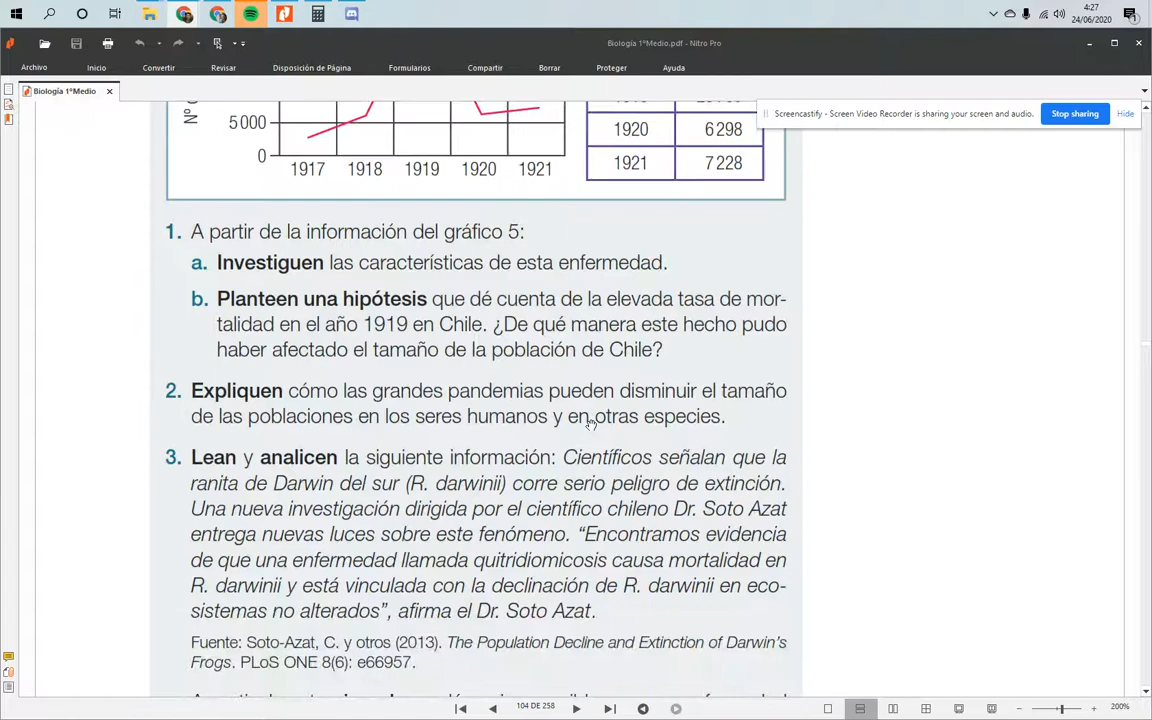 4:27
24/06/2020
1
Biología 1ºMedio.pdf - Nitro Pro
Archivo
Inicio
Convertir
Revisar
Disposición de Página
Formularios
Compartir
Borrar
Proteger
Ayuda
Biología 1ºMedio
Screencastify - Screen Video Recorder is sharing your screen and audio.
Stop sharing
Hide
Nº
5 000
0
1917 1918 1919 1920 1921
1920 6 298
1921 7 228
1. A partir de la información del gráfico 5:
a. Investiguen las características de esta enfermedad.
b. Planteen una hipótesis que dé cuenta de la elevada tasa de mor-
talidad en el año 1919 en Chile. ¿De qué manera este hecho pudo
haber afectado el tamaño de la población de Chile?
2. Expliquen cómo las grandes pandemias pueden disminuir el tamaño
de las poblaciones en los seres humanos y en otras especies.
3. Lean y analicen la siguiente información: Científicos señalan que la
ranita de Darwin del sur (R. darwinii) corre serio peligro de extinción.
Una nueva investigación dirigida por el científico chileno Dr. Soto Azat
entrega nuevas luces sobre este fenómeno. “Encontramos evidencia
de que una enfermedad llamada quitridiomicosis causa mortalidad en
R. darwinii y está vinculada con la declinación de R. darwinii en eco-
sistemas no alterados”, afirma el Dr. Soto Azat.
Fuente: Soto-Azat, C. y otros (2013). The Population Decline and Extinction of Darwin’s
Frogs. PLoS ONE 8(6): e66957.
104 DE 258
200%